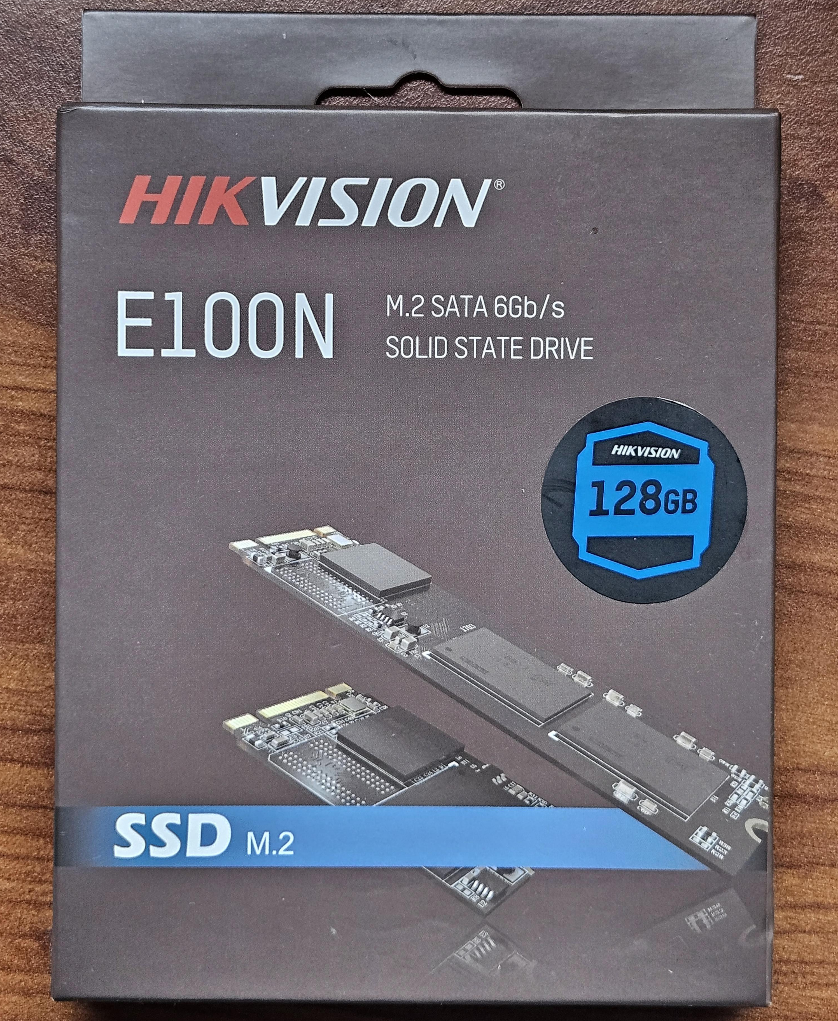 HIKVISION®
E100N
M.2 SATA 6Gb/s
SOLID STATE DRIVE
HIKVISION
128GB
SSD M.2